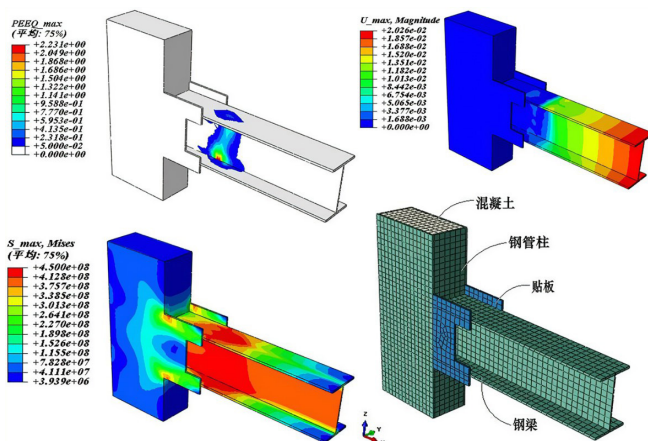 PEEQ_max
(平均: 75%)
+2.231e+00
+2.049e+00
+1.868e+00
+1.686e+00
+1.504e+00
+1.322e+00
+1.141e+00
+9.588e-01
+7.770e-01
+5.953e-01
+4.135e-01
+2.318e-01
+5.000e-02
+0.000e+00
U_max, Magnitude
+2.026e-02
+1.857e-02
+1.688e-02
+1.520e-02
+1.351e-02
+1.182e-02
+1.013e-02
+8.442e-03
+6.754e-03
+5.065e-03
+3.377e-03
+1.688e-03
+0.000e+00
S_max, Mises
(平均: 75%)
+4.500e+08
+4.128e+08
+3.757e+08
+3.385e+08
+3.013e+08
+2.641e+08
+2.270e+08
+1.898e+08
+1.526e+08
+1.155e+08
+7.828e+07
+4.111e+07
+3.939e+06
混凝土
钢管柱
贴板
钢梁
Z
Y